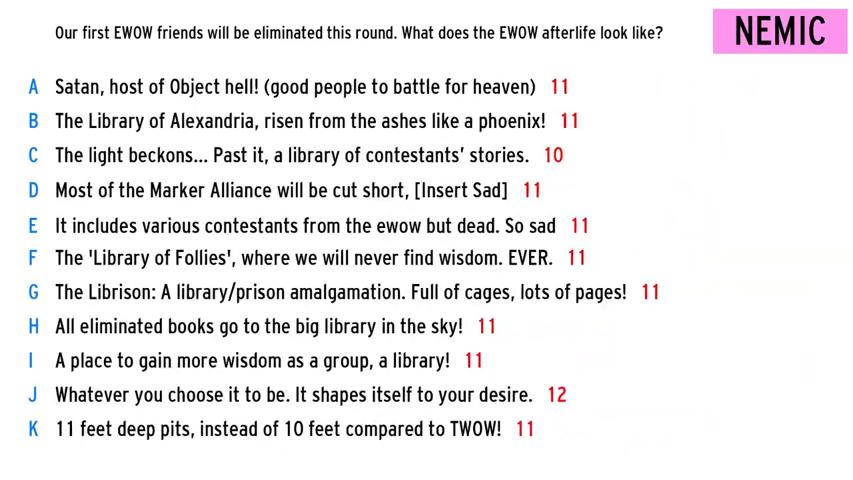 Our first EWOW friends will be eliminated this round. What does the EWOW afterlife look like?
NEMIC
A Satan, host of Object hell! (good people to battle for heaven) 11
B The Library of Alexandria, risen from the ashes like a phoenix! 11
C The light beckons... Past it, a library of contestants’ stories. 10
D Most of the Marker Alliance will be cut short, [Insert Sad] 11
E It includes various contestants from the ewow but dead. So sad 11
F The 'Library of Follies', where we will never find wisdom. EVER. 11
G The Librison: A library/prison amalgamation. Full of cages, lots of pages! 11
H All eliminated books go to the big library in the sky! 11
I A place to gain more wisdom as a group, a library! 11
J Whatever you choose it to be. It shapes itself to your desire. 12
K 11 feet deep pits, instead of 10 feet compared to TWOW! 11